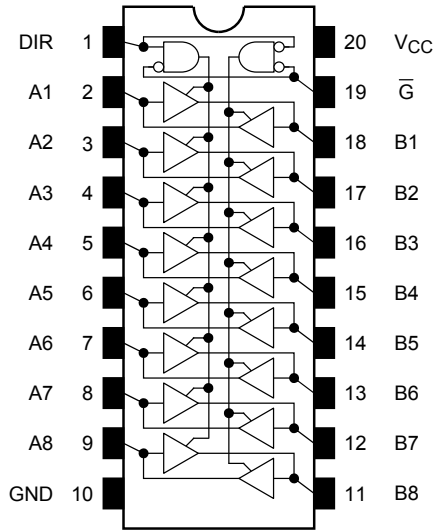 DIR 1 20 V_CC
A1 2 19 G̅
A2 3 18 B1
A3 4 17 B2
A4 5 16 B3
A5 6 15 B4
A6 7 14 B5
A7 8 13 B6
A8 9 12 B7
GND 10 11 B8